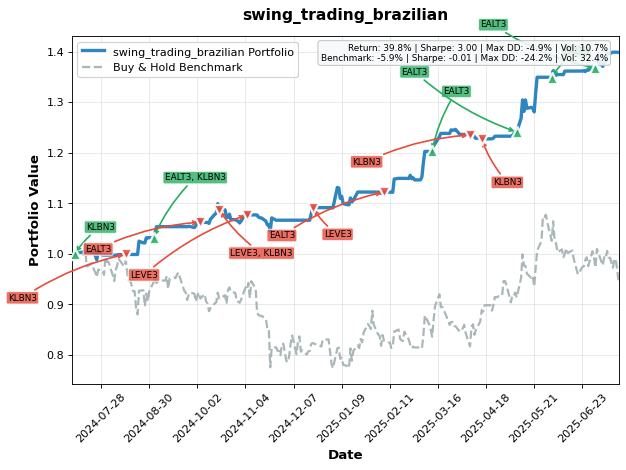 swing_trading_brazilian
EALT3
Return: 39.8% | Sharpe: 3.00 | Max DD: -4.9% | Vol: 10.7%
Benchmark: -5.9% | Sharpe: -0.01 | Max DD: -24.2% | Vol: 32.4%
swing_trading_brazilian Portfolio
Buy & Hold Benchmark
EALT3
EALT3
KLBN3
EALT3, KLBN3
KLBN3
KLBN3
EALT3
EALT3
LEVE3
LEVE3, KLBN3
LEVE3
KLBN3
Portfolio Value
1.4
1.3
1.2
1.1
1.0
0.9
0.8
2024-07-28
2024-08-30
2024-10-02
2024-11-04
2024-12-07
2025-01-09
2025-02-11
2025-03-16
2025-04-18
2025-05-21
2025-06-23
Date